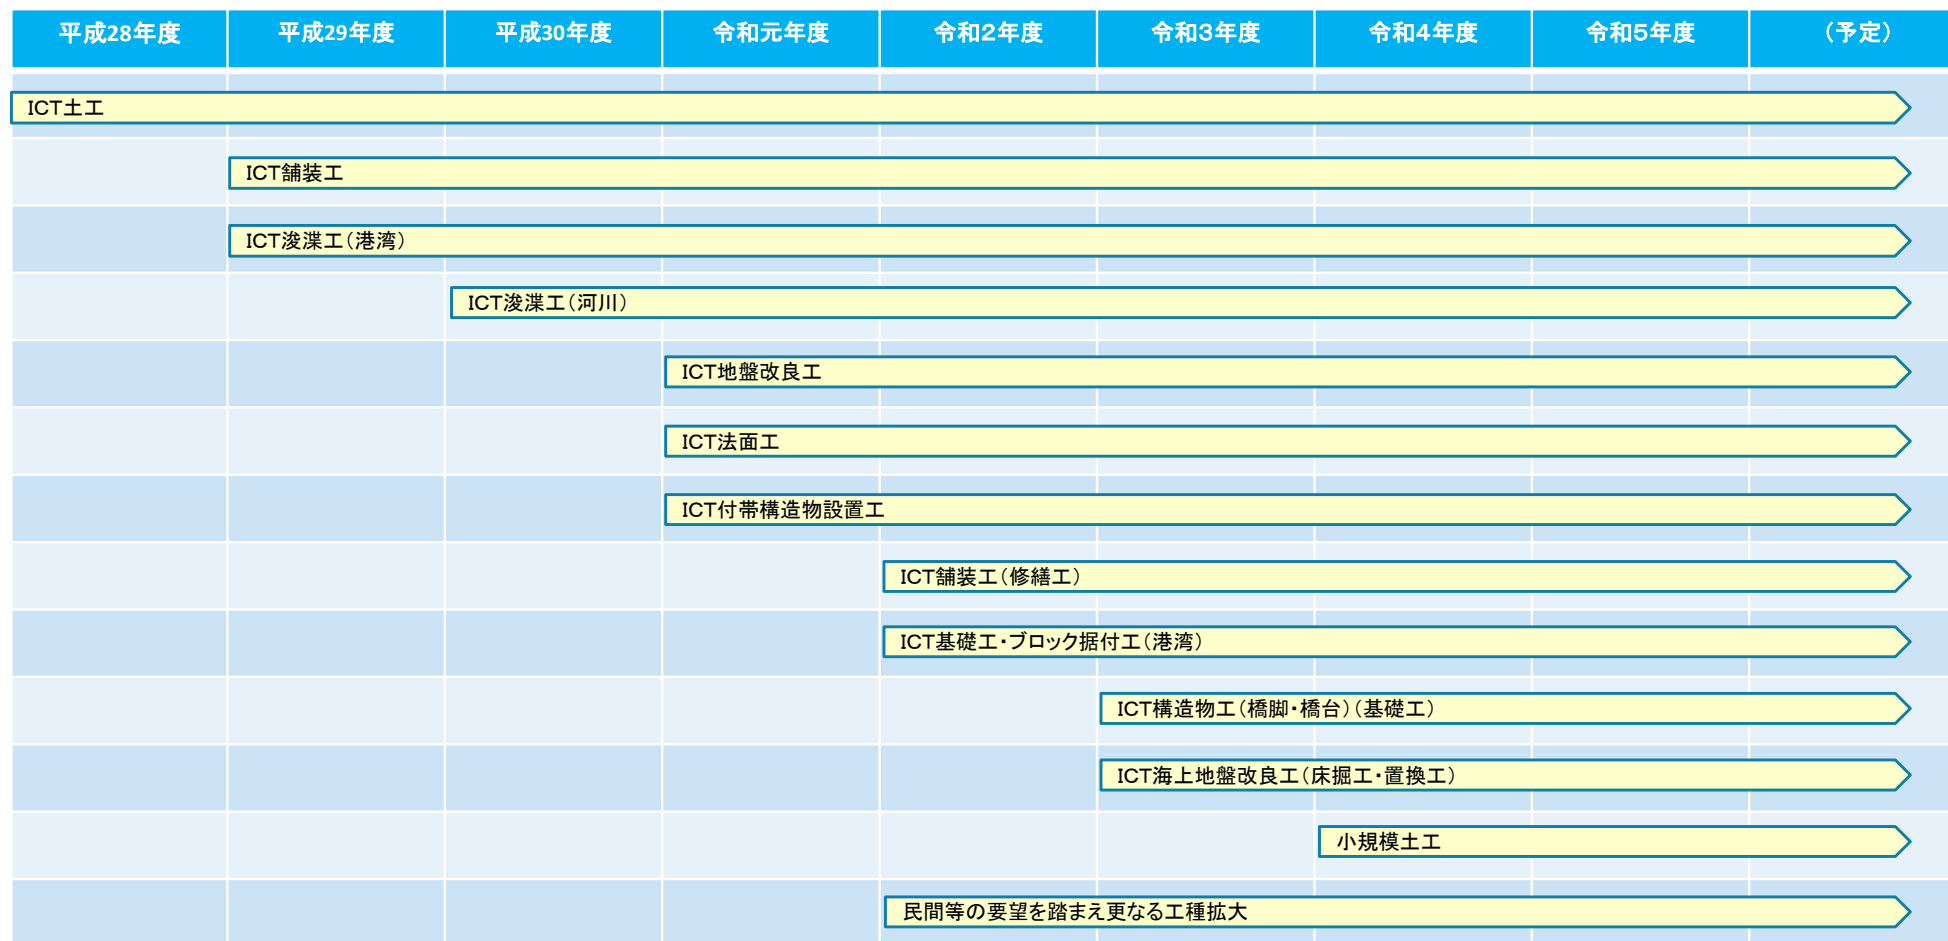 平成28年度 平成29年度 平成30年度 令和元年度 令和2年度 令和3年度 令和4年度 令和5年度 （予定）
ICT土工
ICT舗装工
ICT浚渫工（港湾）
ICT浚渫工（河川）
ICT地盤改良工
ICT法面工
ICT付帯構造物設置工
ICT舗装工（修繕工）
ICT基礎工・ブロック据付工（港湾）
ICT構造物工（橋脚・橋台）（基礎工）
ICT海上地盤改良工（床掘工・置換工）
小規模土工
民間等の要望を踏まえ更なる工種拡大